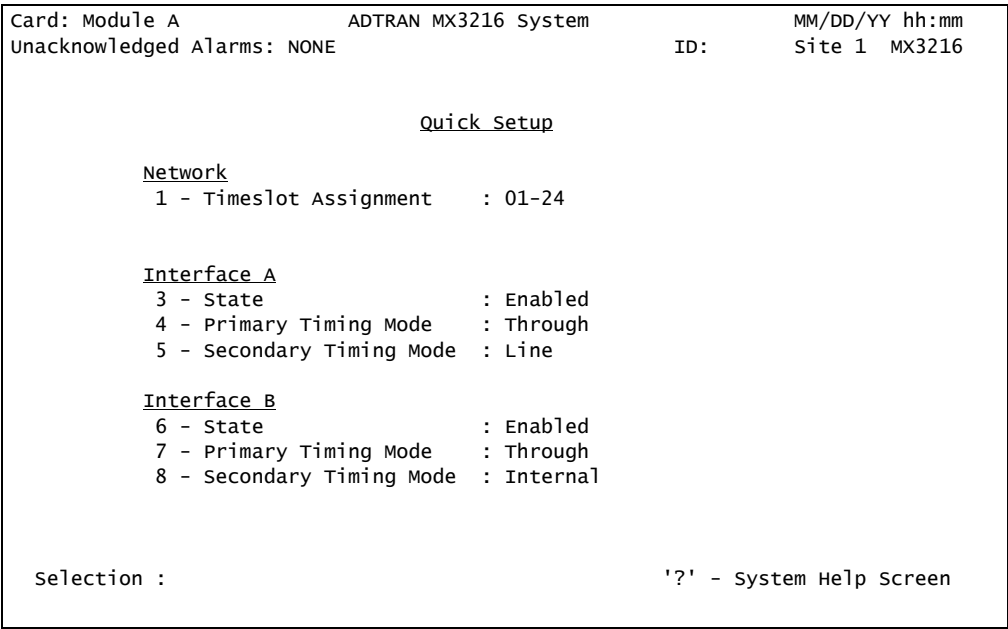 Card: Module A ADTRAN MX3216 System MM/DD/YY hh:mm
Unacknowledged Alarms: NONE ID: Site 1 MX3216
Quick Setup
Network
1 - Timeslot Assignment : 01-24
Interface A
3 - State : Enabled
4 - Primary Timing Mode : Through
5 - Secondary Timing Mode : Line
Interface B
6 - State : Enabled
7 - Primary Timing Mode : Through
8 - Secondary Timing Mode : Internal
Selection : '?' - System Help Screen